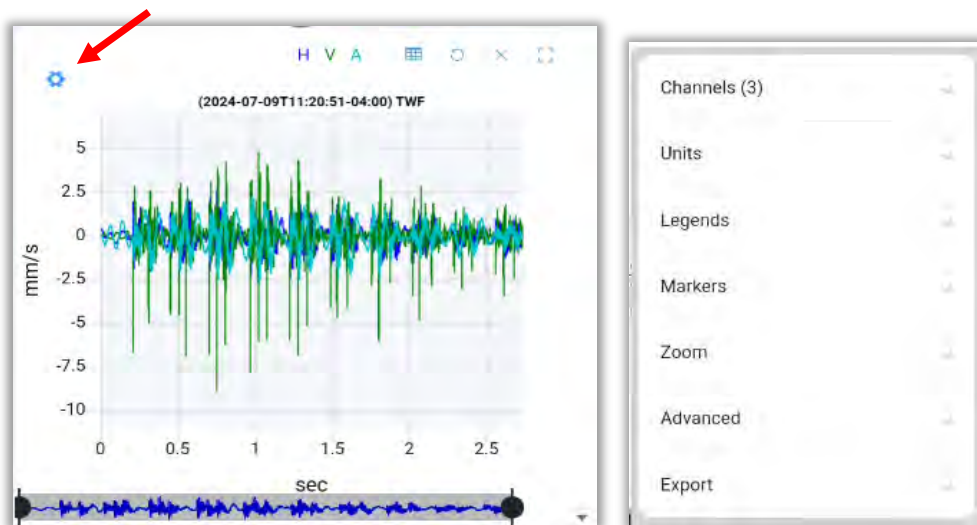 H V A
(2024-07-09T11:20:51-04:00) TWF
5
2.5
0
-2.5
-5
-7.5
-10
mm/s
0 0.5 1 1.5 2 2.5
sec
Channels (3)
Units
Legends
Markers
Zoom
Advanced
Export